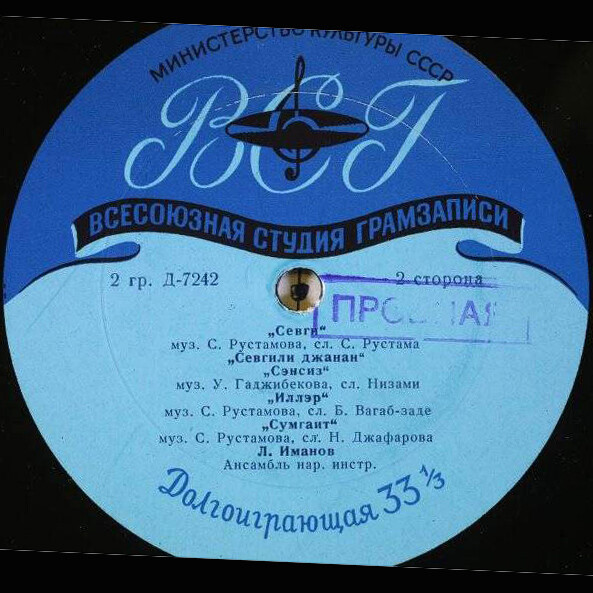 МИНИСТЕРСТВО КУЛЬТУРЫ СССР
ВСГ
ВСЕСОЮЗНАЯ СТУДИЯ ГРАМЗАПИСИ
2 гр. Д-7242 2 сторона
ПРОБНАЯ
„Севги“
муз. С. Рустамова, сл. С. Рустама
„Севгили джанан“
„Сэнсиз“
муз. У. Гаджибекова, сл. Низами
„Иллэр“
муз. С. Рустамова, сл. Б. Вагаб-заде
„Сумгаит“
муз. С. Рустамова, сл. Н. Джафарова
Л. Иманов
Ансамбль нар. инстр.
Долгоиграющая 33 1/3